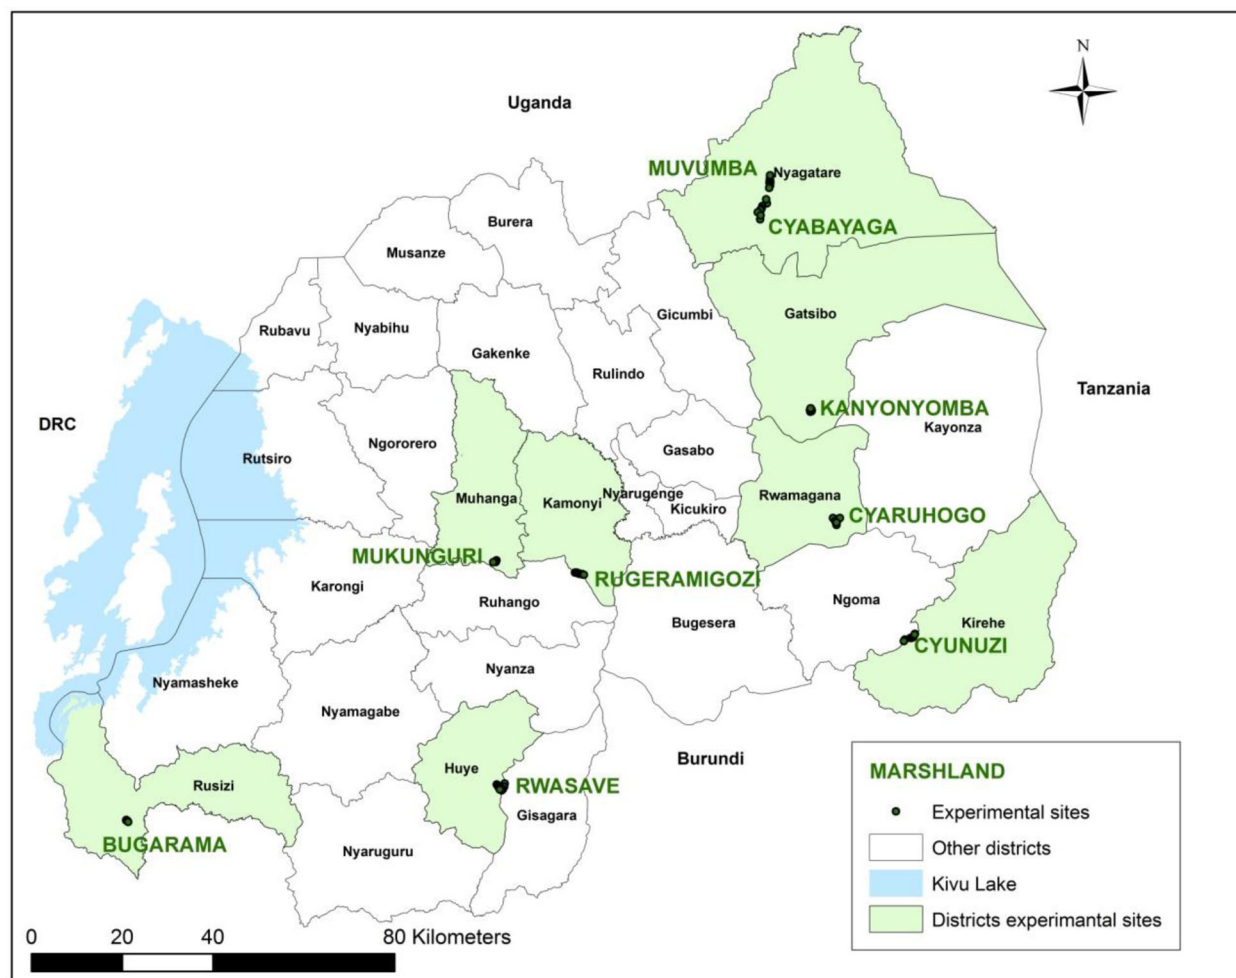 N
Uganda
MUVUMBA
Nyagatare
Burera
CYABAYAGA
Musanze
Gatsibo
Gicumbi
Rubavu
Nyabihu
Gakenke
Rulindo
Tanzania
KANYONYOMBA
DRC
Kayonza
Ngororero
Gasabo
Rutsiro
Muhanga
Kamonyi
Nyarugenge
Rwamagana
Kicukiro
CYARUHOGO
MUKUNGURI
RUGERAMIGOZI
Karongi
Ruhango
Ngoma
Bugesera
Kirehe
CYUNUZI
Nyanza
Nyamasheke
Nyamagabe
Burundi
Huye
Rusizi
RWASAVE
Gisagara
BUGARAMA
Nyaruguru
MARSHLAND
Experimental sites
Other districts
Kivu Lake
Districts experimantal sites
0 20 40 80 Kilometers